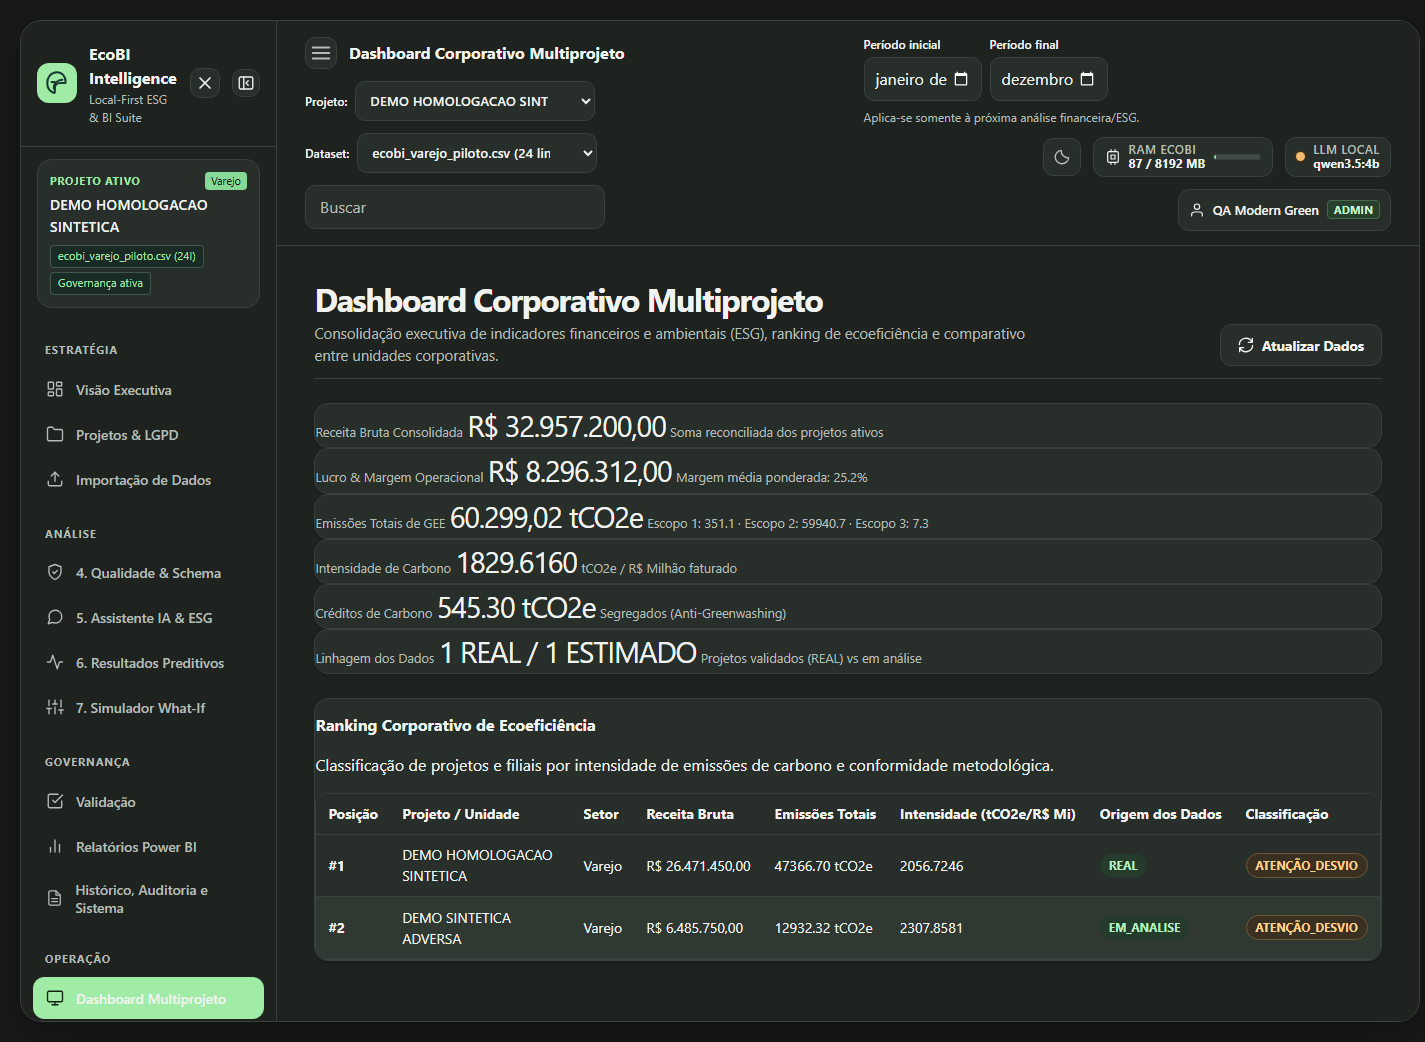 EcoBI
Intelligence
Local-First ESG
& BI Suite
PROJETO ATIVO
Varejo
DEMO HOMOLOGACAO
SINTETICA
ecobi_varejo_piloto.csv (24l)
Governança ativa
ESTRATÉGIA
Visão Executiva
Projetos & LGPD
Importação de Dados
ANÁLISE
4. Qualidade & Schema
5. Assistente IA & ESG
6. Resultados Preditivos
7. Simulador What-If
GOVERNANÇA
Validação
Relatórios Power BI
Histórico, Auditoria e
Sistema
OPERAÇÃO
Dashboard Multiprojeto
Dashboard Corporativo Multiprojeto
Projeto: DEMO HOMOLOGACAO SINT
Dataset: ecobi_varejo_piloto.csv (24 lin
Buscar
Período inicial
Período final
janeiro de
dezembro
Aplica-se somente à próxima análise financeira/ESG.
RAM ECOBI
87 / 8192 MB
LLM LOCAL
qwen3.5:4b
QA Modern Green ADMIN
Dashboard Corporativo Multiprojeto
Consolidação executiva de indicadores financeiros e ambientais (ESG), ranking de ecoeficiência e comparativo
entre unidades corporativas.
Atualizar Dados
Receita Bruta Consolidada R$ 32.957.200,00 Soma reconciliada dos projetos ativos
Lucro & Margem Operacional R$ 8.296.312,00 Margem média ponderada: 25.2%
Emissões Totais de GEE 60.299,02 tCO2e Escopo 1: 351.1 · Escopo 2: 59940.7 · Escopo 3: 7.3
Intensidade de Carbono 1829.6160 tCO2e / R$ Milhão faturado
Créditos de Carbono 545.30 tCO2e Segregados (Anti-Greenwashing)
Linhagem dos Dados 1 REAL / 1 ESTIMADO Projetos validados (REAL) vs em análise
Ranking Corporativo de Ecoeficiência
Classificação de projetos e filiais por intensidade de emissões de carbono e conformidade metodológica.
Posição Projeto / Unidade Setor Receita Bruta Emissões Totais Intensidade (tCO2e/R$ Mi) Origem dos Dados Classificação
#1 DEMO HOMOLOGACAO SINTETICA Varejo R$ 26.471.450,00 47366.70 tCO2e 2056.7246 REAL ATENÇÃO_DESVIO
#2 DEMO SINTETICA ADVERSA Varejo R$ 6.485.750,00 12932.32 tCO2e 2307.8581 EM_ANALISE ATENÇÃO_DESVIO